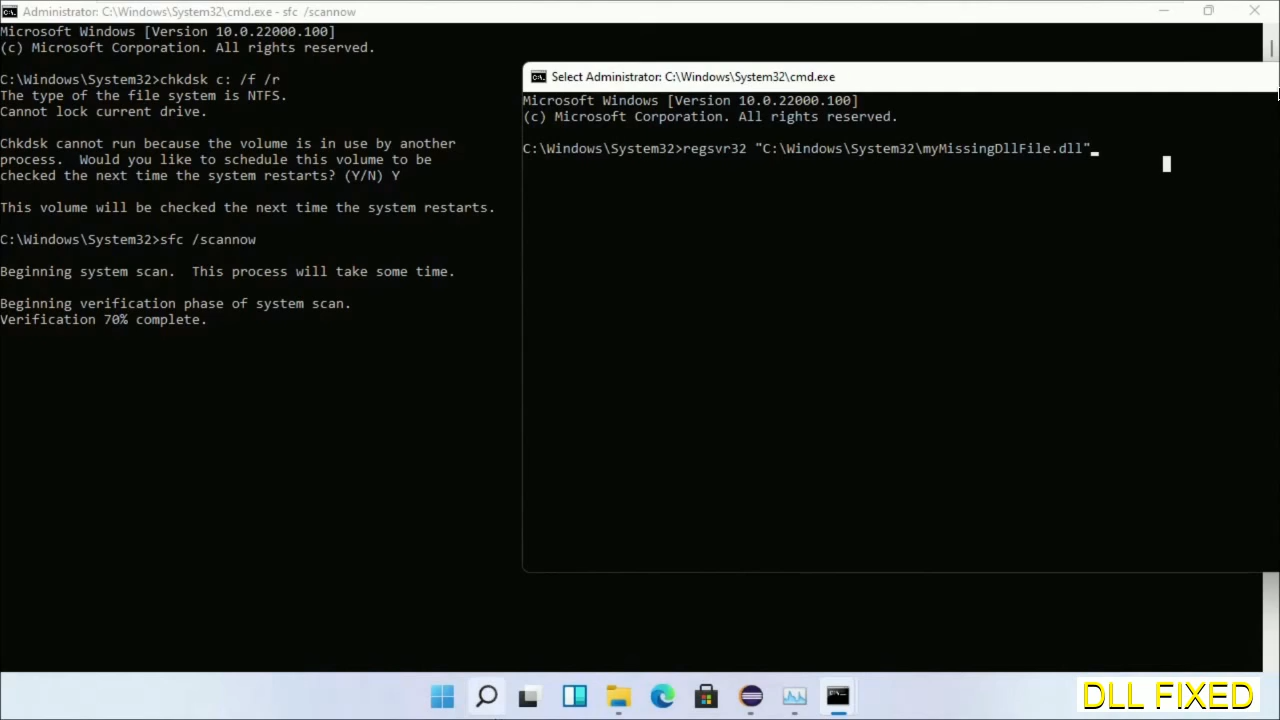 Administrator: C:\Windows\System32\cmd.exe - sfc /scannow
Microsoft Windows [Version 10.0.22000.100]
(c) Microsoft Corporation. All rights reserved.
C:\Windows\System32>chkdsk c: /f /r
The type of the file system is NTFS.
Cannot lock current drive.
Chkdsk cannot run because the volume is in use by another
process.  Would you like to schedule this volume to be
checked the next time the system restarts? (Y/N) Y
This volume will be checked the next time the system restarts.
C:\Windows\System32>sfc /scannow
Beginning system scan.  This process will take some time.
Beginning verification phase of system scan.
Verification 70% complete.
Select Administrator: C:\Windows\System32\cmd.exe
Microsoft Windows [Version 10.0.22000.100]
(c) Microsoft Corporation. All rights reserved.
C:\Windows\System32>regsvr32 "C:\Windows\System32\myMissingDllFile.dll"
DLL FIXED